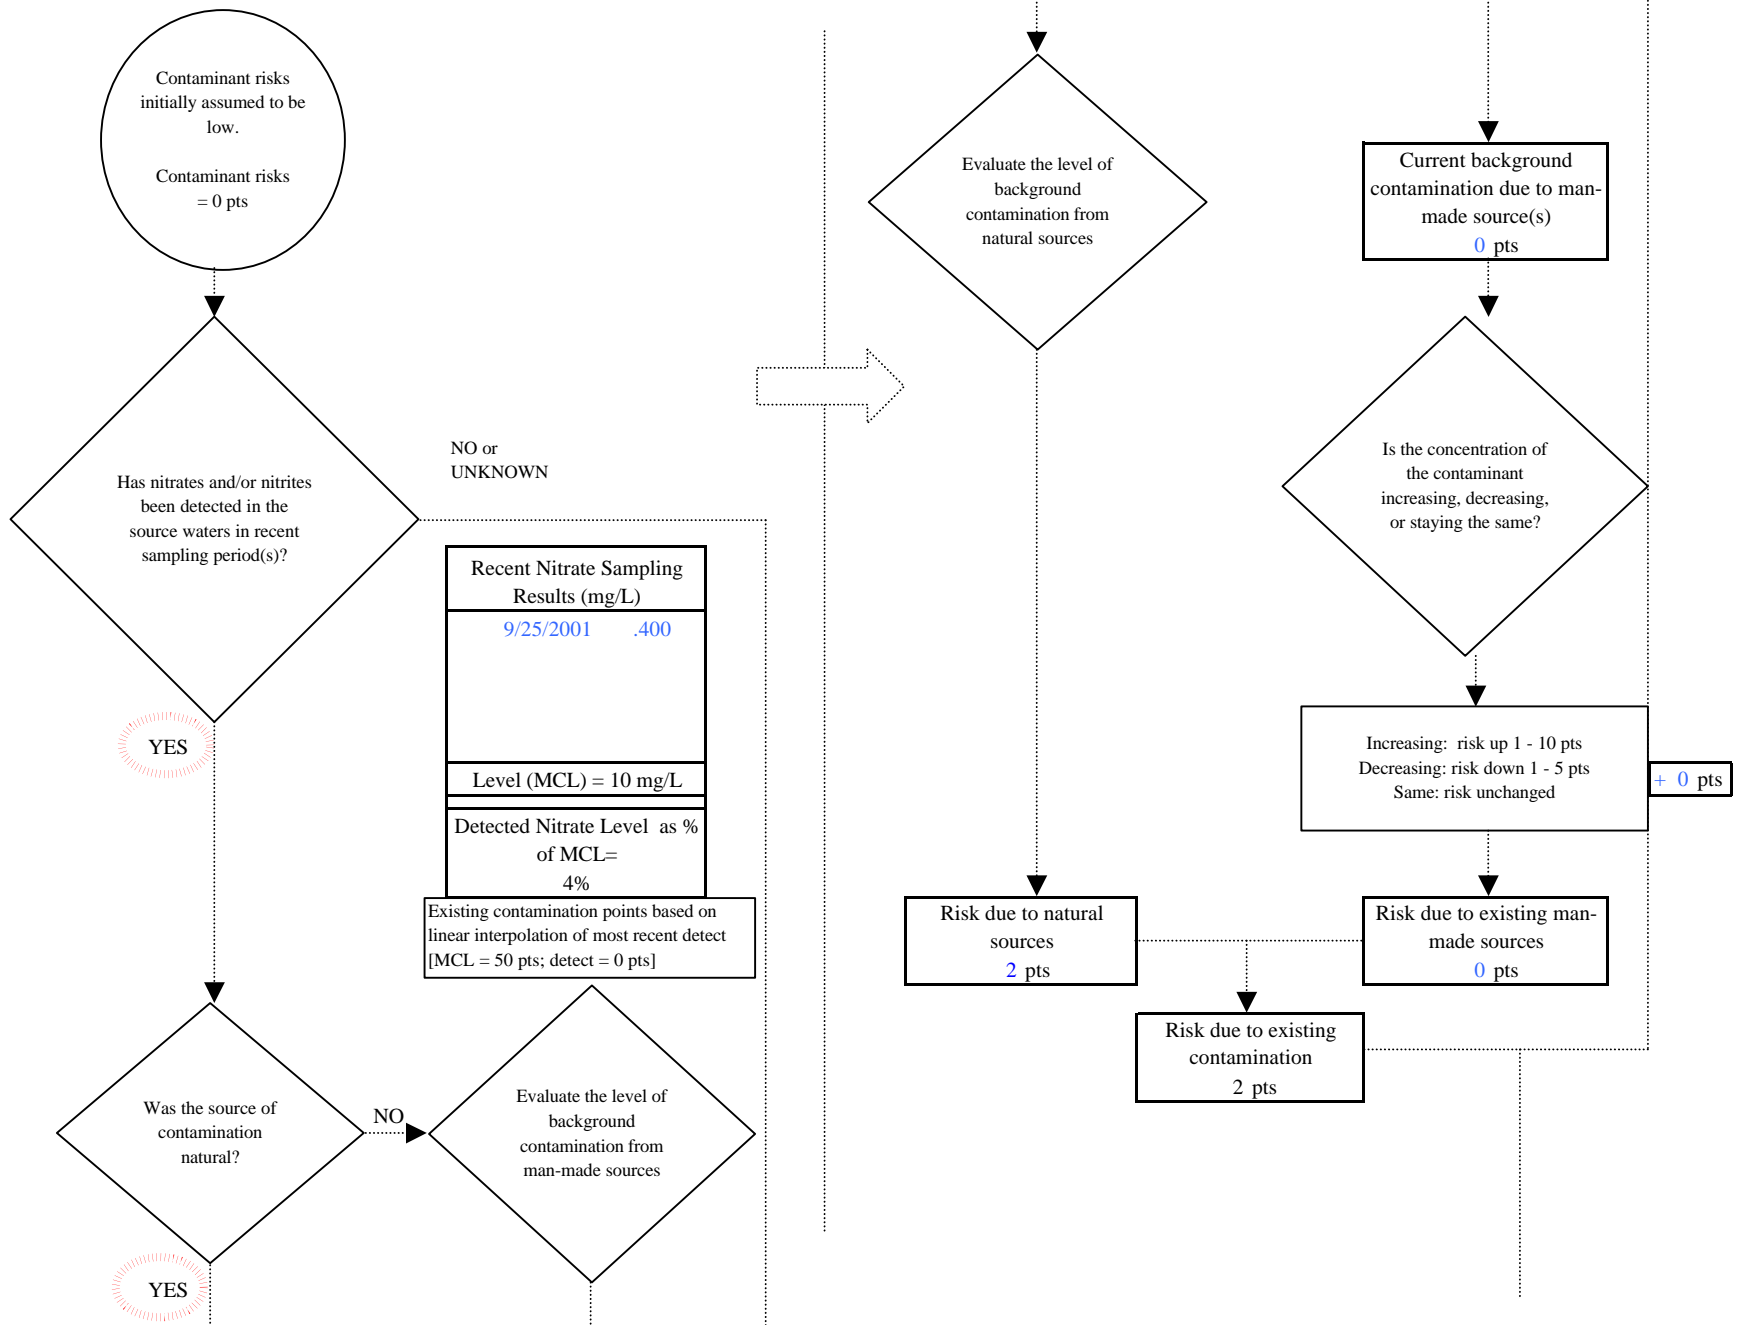 Contaminant risks
initially assumed to be
low.
Contaminant risks
= 0 pts
Has nitrates and/or nitrites
been detected in the
source waters in recent
sampling period(s)?
NO or
UNKNOWN
YES
Recent Nitrate Sampling
Results (mg/L)
9/25/2001 .400
Level (MCL) = 10 mg/L
Detected Nitrate Level as %
of MCL=
4%
Existing contamination points based on
linear interpolation of most recent detect
[MCL = 50 pts; detect = 0 pts]
Was the source of
contamination
natural?
NO
Evaluate the level of
background
contamination from
man-made sources
YES
Evaluate the level of
background
contamination from
natural sources
Current background
contamination due to man-
made source(s)
0 pts
Is the concentration of
the contaminant
increasing, decreasing,
or staying the same?
Increasing: risk up 1 - 10 pts
Decreasing: risk down 1 - 5 pts
Same: risk unchanged
+ 0 pts
Risk due to natural
sources
2 pts
Risk due to existing man-
made sources
0 pts
Risk due to existing
contamination
2 pts